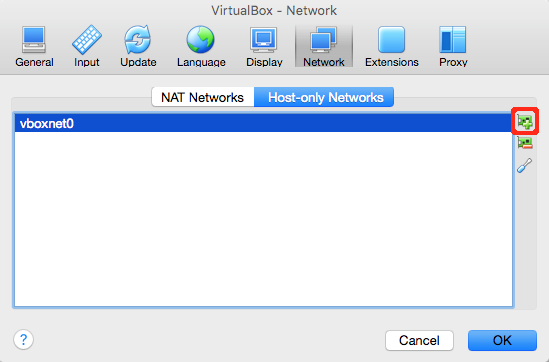 VirtualBox - Network
General Input Update Language Display Network Extensions Proxy
NAT Networks Host-only Networks
vboxnet0
? Cancel OK